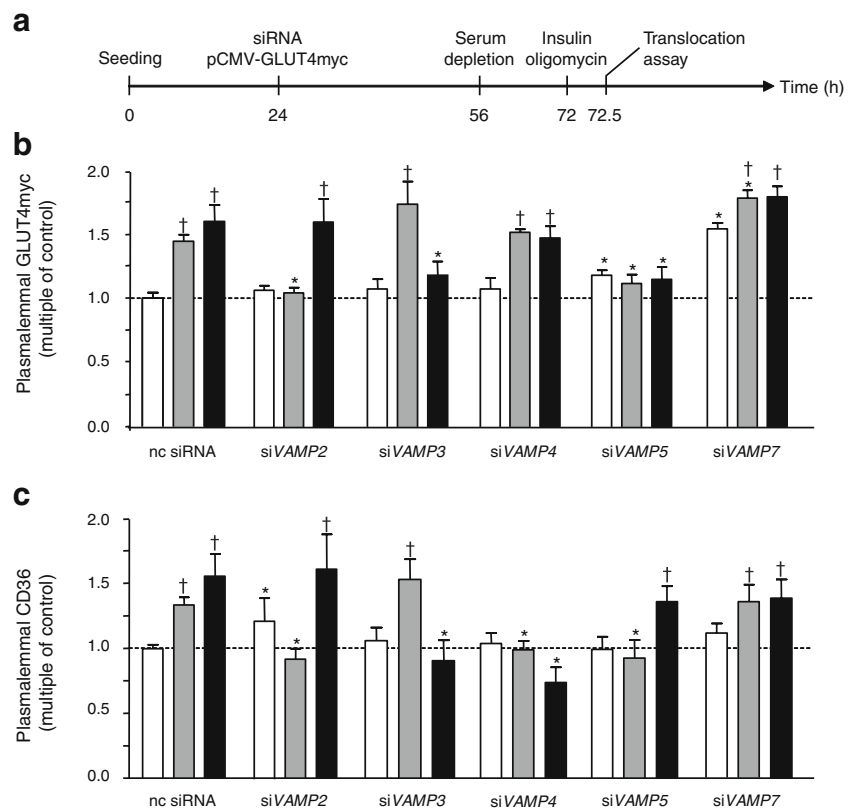 a
Seeding
siRNA
pCMV-GLUT4myc
Serum
depletion
Insulin
oligomycin
Translocation
assay
Time (h)
0
24
56
72
72.5
b
Plasmalemmal GLUT4myc
(multiple of control)
2.0
1.5
1.0
0.5
0.0
† † * † † * † † * * * * † * †
nc siRNA
siVAMP2
siVAMP3
siVAMP4
siVAMP5
siVAMP7
c
Plasmalemmal CD36
(multiple of control)
2.0
1.5
1.0
0.5
0.0
† † * * † † * * * * † † †
nc siRNA
siVAMP2
siVAMP3
siVAMP4
siVAMP5
siVAMP7